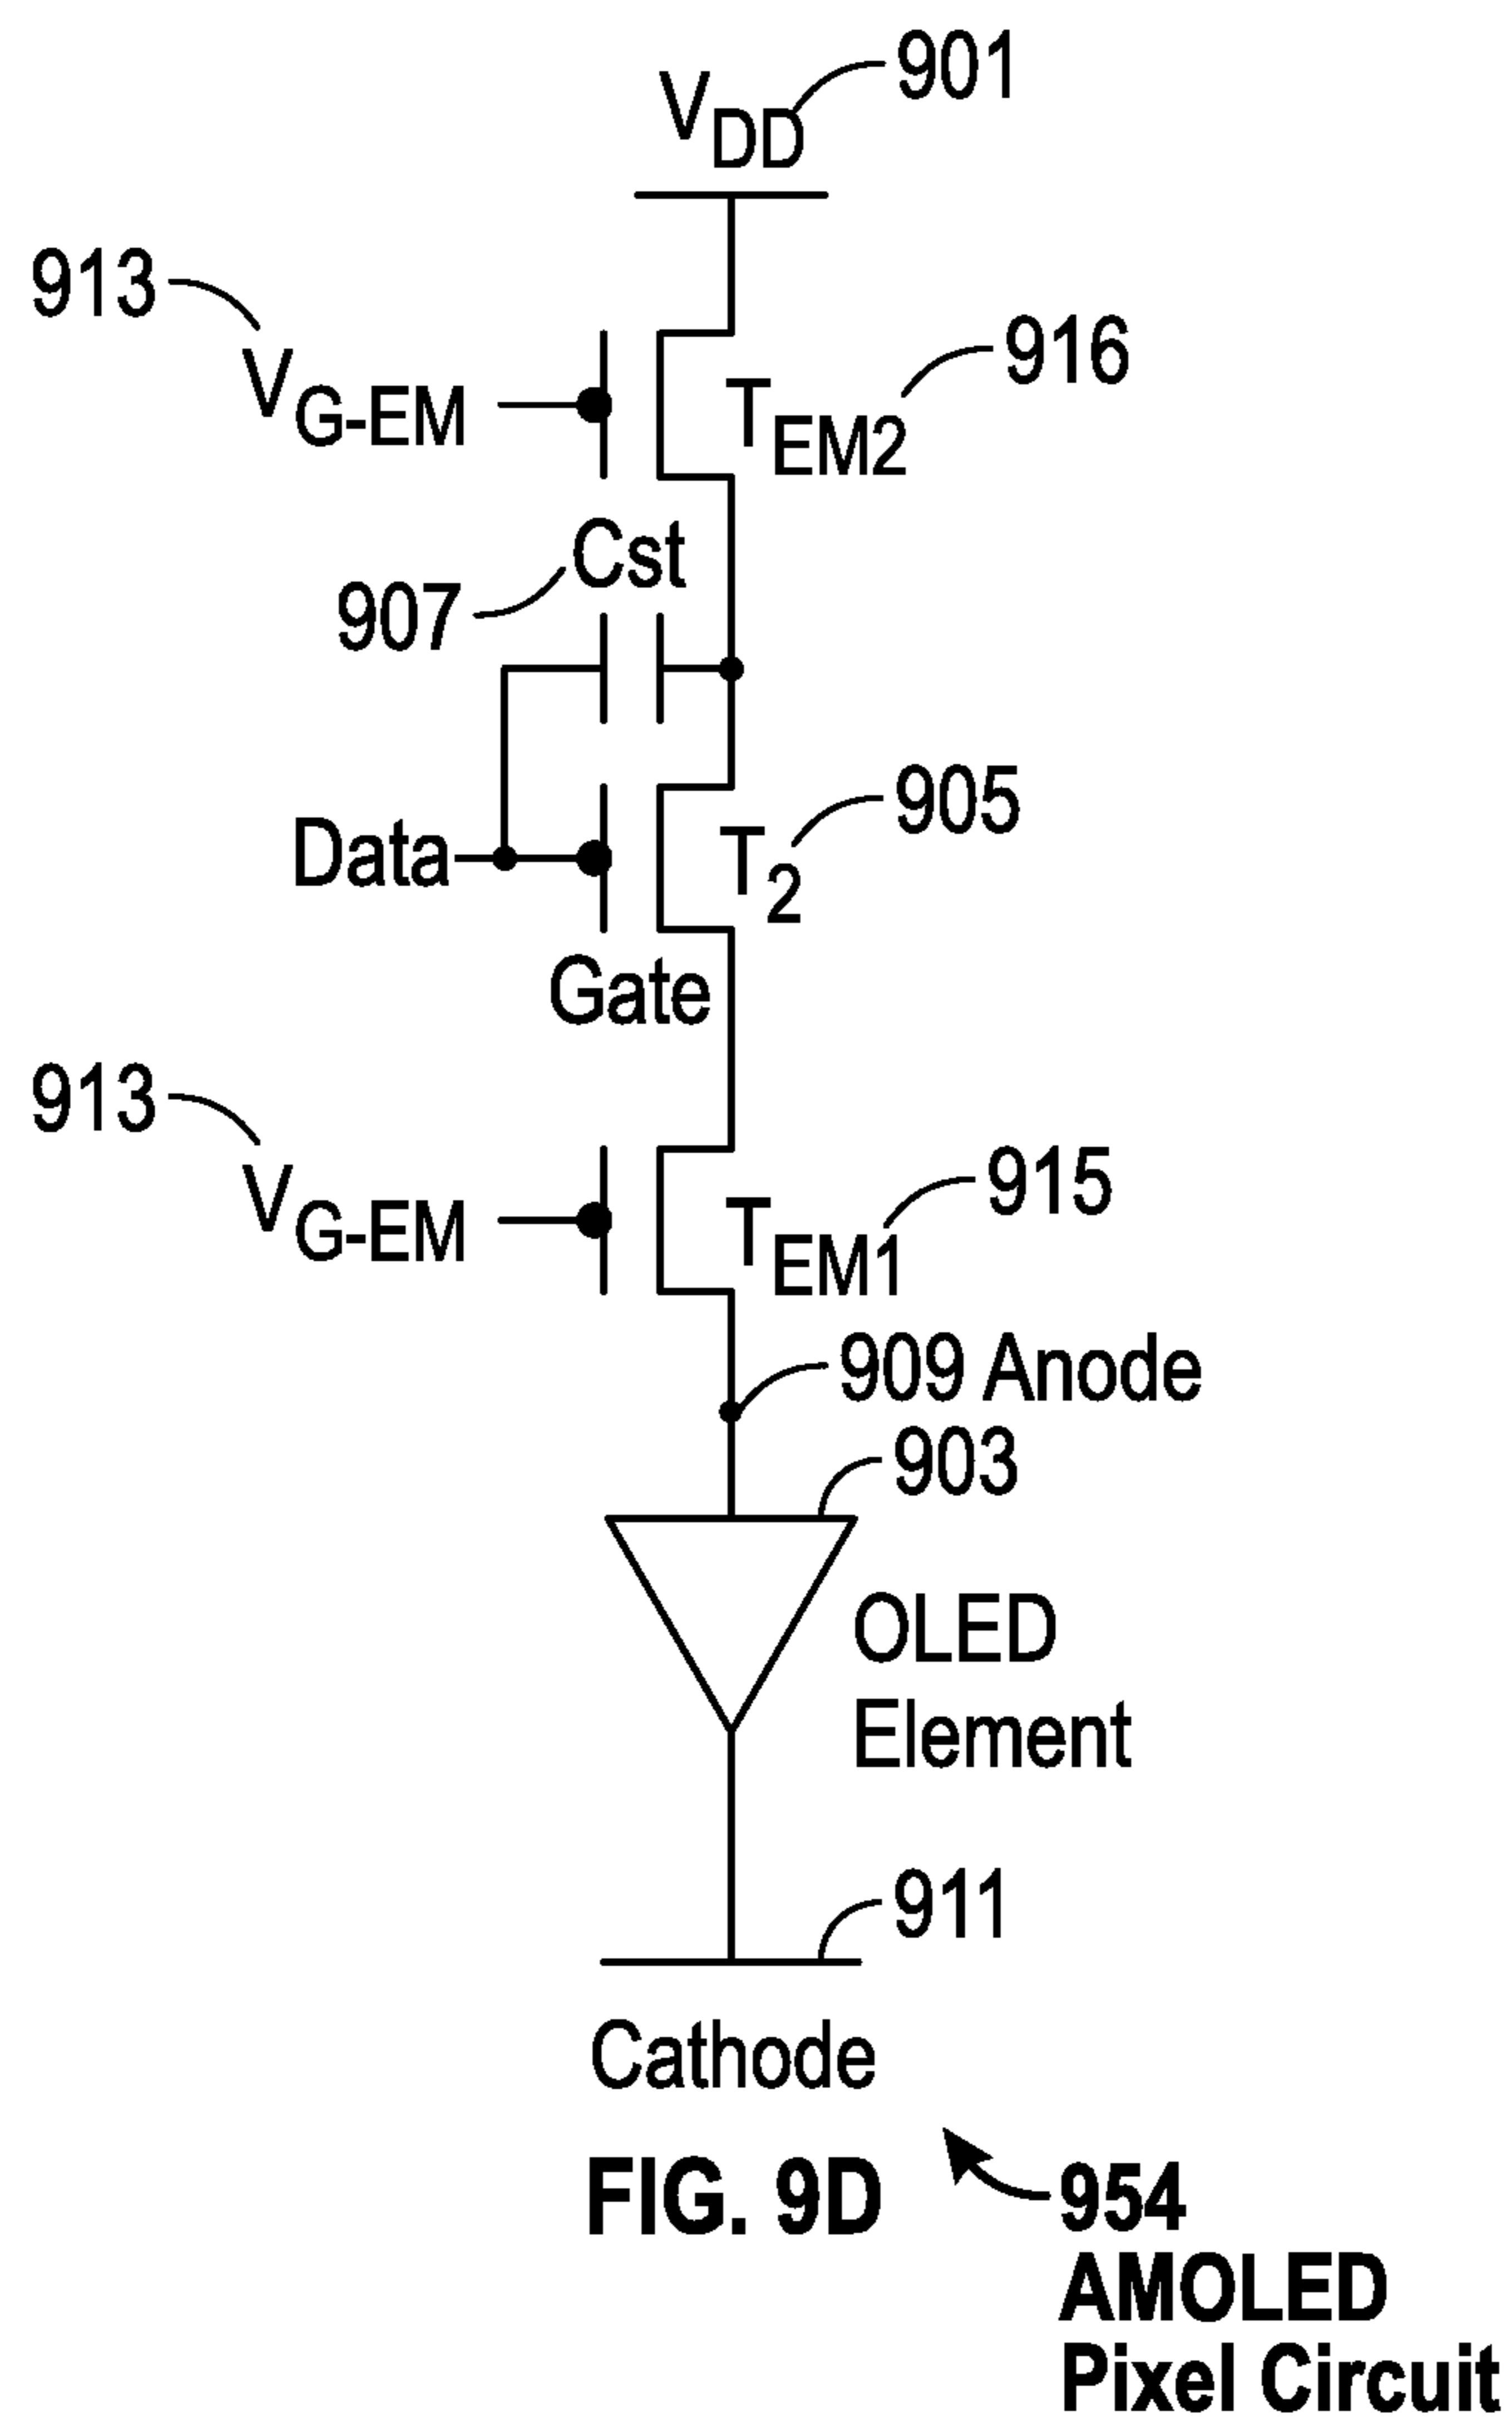 901
VDD
913
916
VG-EM
TEM2
Cst
907
905
Data
T2
Gate
913
915
VG-EM
TEM1
909 Anode
903
OLED
Element
911
Cathode
FIG. 9D
954
AMOLED
Pixel Circuit